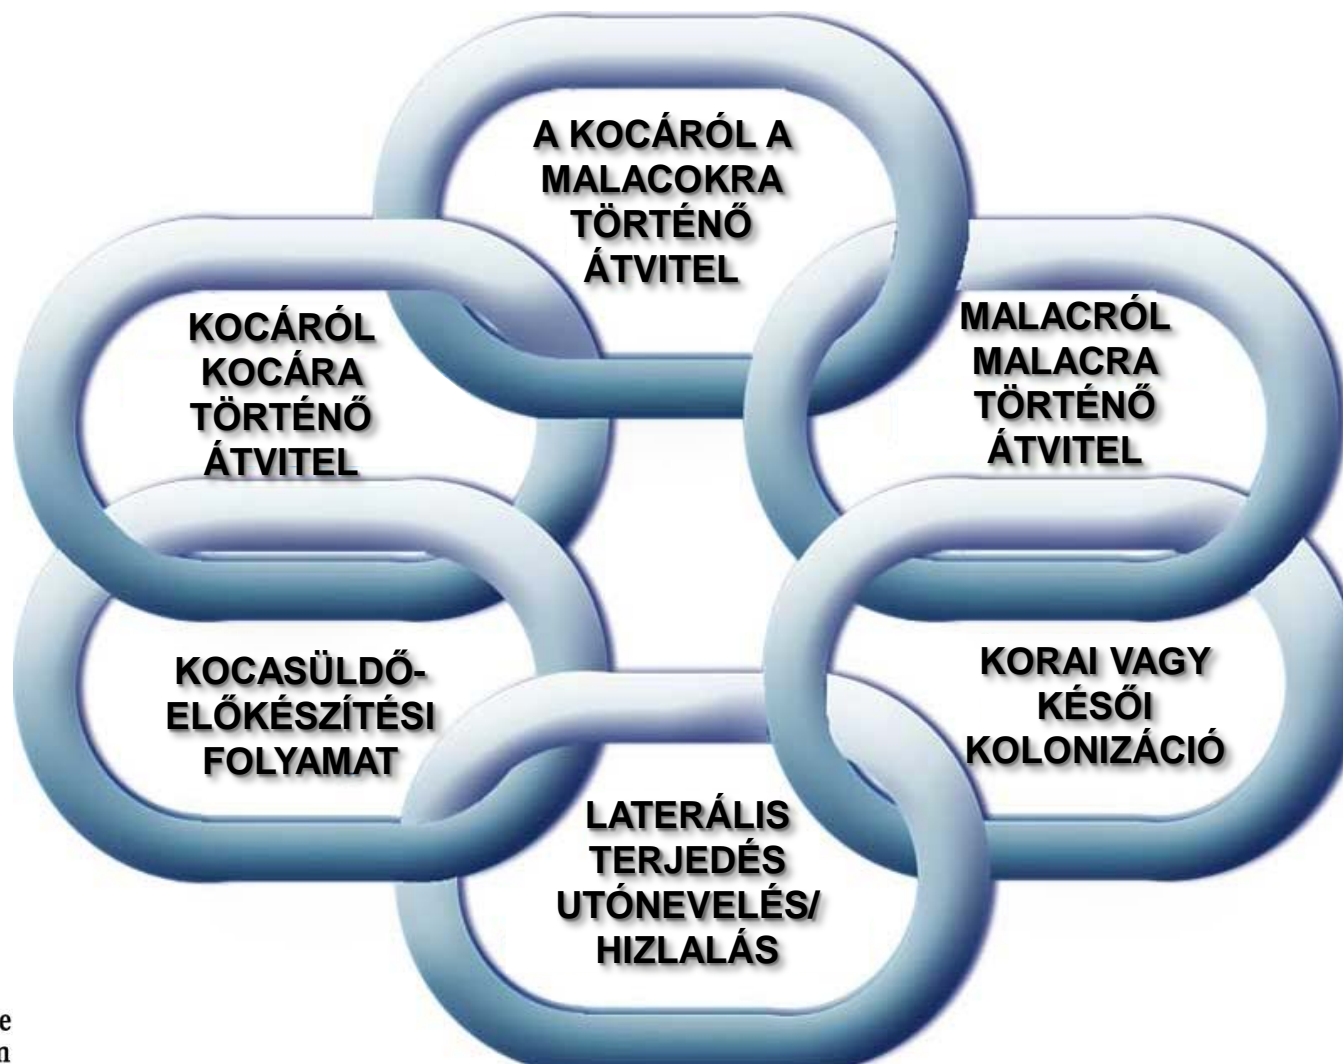 A KOCÁRÓL A
MALACOKRA
TÖRTÉNŐ
ÁTVITEL
MALACRÓL
MALACRA
TÖRTÉNŐ
ÁTVITEL
KORAI VAGY
KÉSŐI
KOLONIZÁCIÓ
LATERÁLIS
TERJEDÉS
UTÓNEVELÉS/
HIZLALÁS
KOCASÜLDŐ-
ELŐKÉSZÍTÉSI
FOLYAMAT
KOCÁRÓL
KOCÁRA
TÖRTÉNŐ
ÁTVITEL